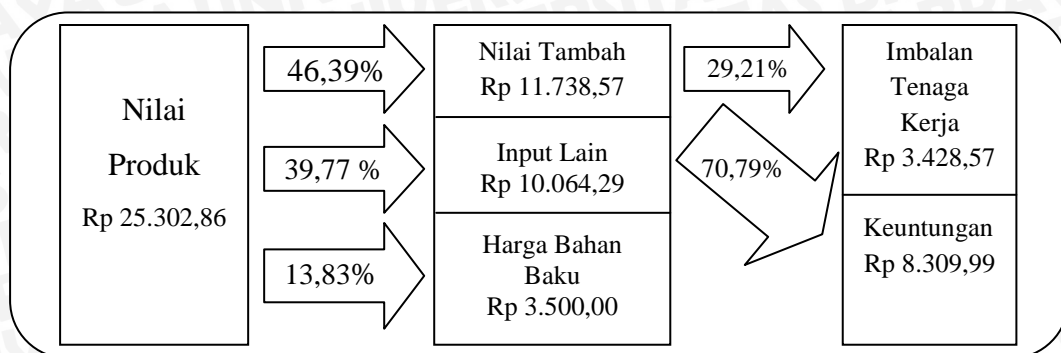 Nilai
Produk
Rp 25.302,86
46,39%
39,77 %
13,83%
Nilai Tambah
Rp 11.738,57
Input Lain
Rp 10.064,29
Harga Bahan
Baku
Rp 3.500,00
29,21%
70,79%
Imbalan
Tenaga
Kerja
Rp 3.428,57
Keuntungan
Rp 8.309,99